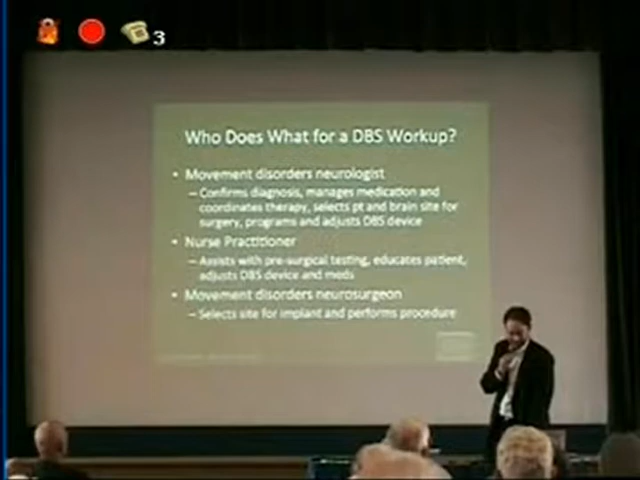 3
Who Does What for a DBS Workup?
• Movement disorders neurologist
– Confirms diagnosis, manages medication and
coordinates therapy, selects pt and brain site for
surgery, programs and adjusts DBS device
• Nurse Practitioner
– Assists with pre-surgical testing, educates patient,
adjusts DBS device and meds
• Movement disorders neurosurgeon
– Selects site for implant and performs procedure